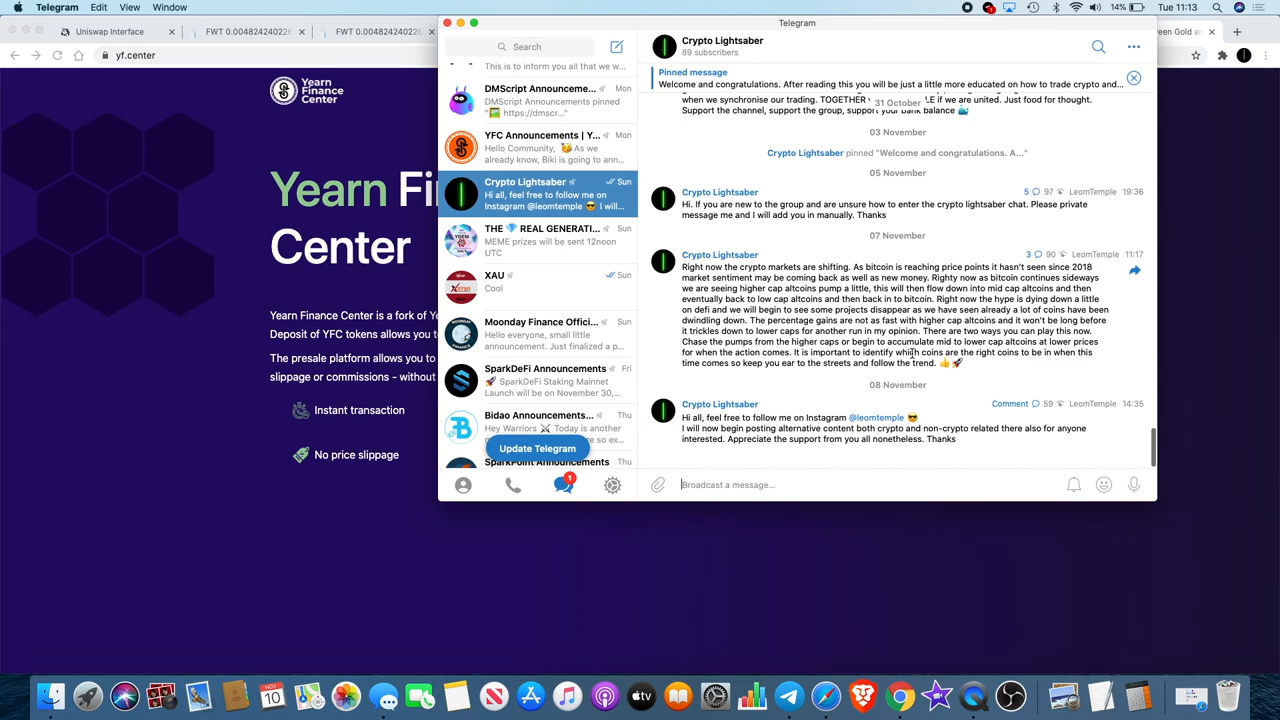 Telegram Edit View Window
14% Tue 11:13
Uniswap Interface
FWT 0.004824240228
FWT 0.004824240228
een Gold a
yf.center
Yearn
Finance
Center
Yearn Fi
Center
Yearn Finance Center is a fork of Y
Deposit of YFC tokens allow of Ye
The presale platform allows you to
slippage or commissions - without
Instant transaction
No price slippage
Telegram
Search
This is to inform you all that we w...
DMScript Announceme... Mon
DMScript Announcements pinned
"🎫 https://dmscr..."
YFC Announcements | Y... Mon
Hello Community, 🥳 As we
already know, Biki is going to ann...
Crypto Lightsaber Sun
Hi all, feel free to follow me on
Instagram @leomtemple 😎 I will...
THE 💎 REAL GENERATI... Sun
MEME prizes will be sent 12noon
UTC
XAU Sun
Cool
Moonday Finance Offici... Sun
Hello everyone, small little
announcement. Just finalized a p...
SparkDeFi Announcements Fri
🚀 SparkDefi Staking Mainnet
Launch will be on November 30,...
Bidao Announcements... Thu
Hey Warriors ⚔ Today is another
Update Telegram
SparkPoint Announcements Thu
1
Crypto Lightsaber
89 subscribers
Pinned message
Welcome and congratulations. After reading this you will be just a little more educated on how to trade crypto and...
when we synchronise our trading. TOGETHER LE if we are united. Just food for thought.
31 October
Support the channel, support the group, support your bank balance 🐳
03 November
Crypto Lightsaber pinned "Welcome and congratulations. A..."
05 November
Crypto Lightsaber 5 97 LeomTemple 19:36
Hi. If you are new to the group and are unsure how to enter the crypto lightsaber chat. Please private
message me and I will add you in manually. Thanks
07 November
Crypto Lightsaber 3 90 LeomTemple 11:17
Right now the crypto markets are shifting. As bitcoin is reaching price points it hasn't seen since 2018
market sentiment may be coming back as well as new money. Righty now as bitcoin continues sideways
we are seeing higher cap altcoins pump a little, this will then flow down into mid cap altcoins and then
eventually back to low cap altcoins and then back in to bitcoin. Right now the hype is dying down a little
on defi and we will begin to see some projects disappear as we have seen already a lot of coins have been
dwindling down. The percentage gains are not as fast with higher cap altcoins and it won't be long before
it trickles down to lower caps for another run in my opinion. There are two ways you can play this now.
Chase the pumps from the higher caps or begin to accumulate mid to lower cap altcoins at lower prices
for when the action comes. It is important to identify which coins are the right coins to be in when this
time comes so keep you ear to the streets and follow the trend. 👍🚀
08 November
Crypto Lightsaber Comment 59 LeomTemple 14:35
Hi all, feel free to follow me on Instagram @leomtemple 😎
I will now begin posting alternative content both crypto and non-crypto related there also for anyone
interested. Appreciate the support from you all nonetheless. Thanks
Broadcast a message...
NOV
10
tv